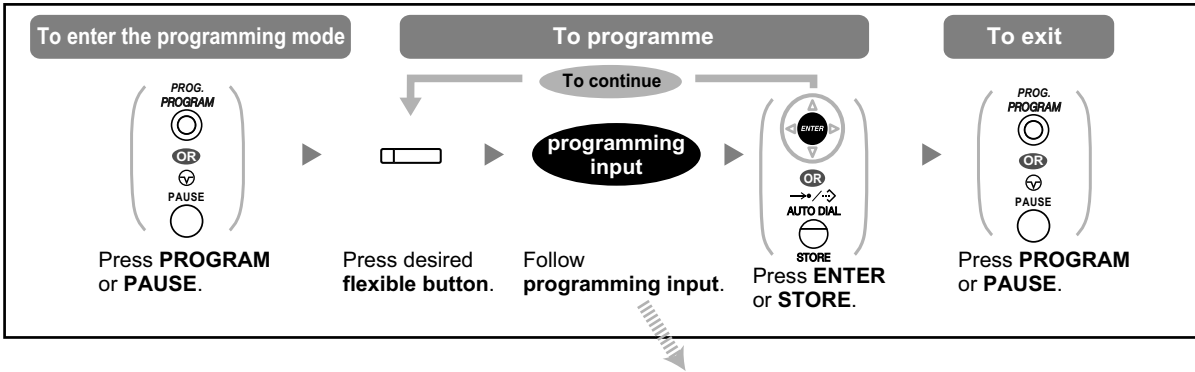 To enter the programming mode
To programme
To exit
To continue
PROG.
PROGRAM
OR
PAUSE
Press PROGRAM
or PAUSE.
Press desired
flexible button.
programming
input
Follow
programming input.
ENTER
OR
AUTO DIAL
STORE
Press ENTER
or STORE.
PROG.
PROGRAM
OR
PAUSE
Press PROGRAM
or PAUSE.